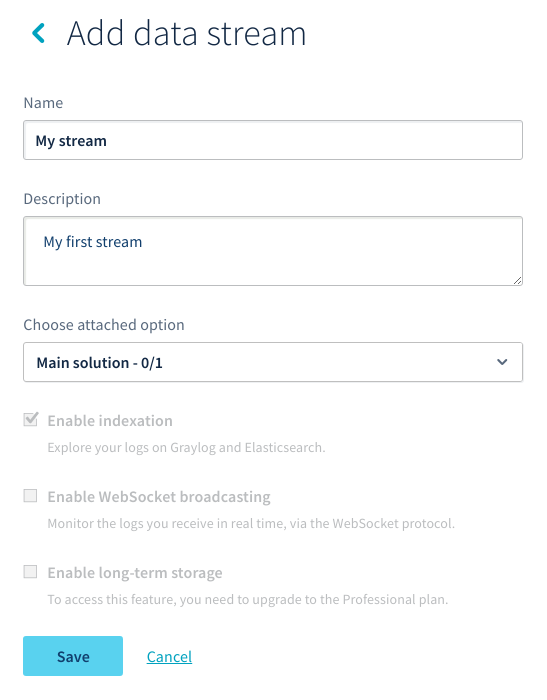 Add data stream
Name
My stream
Description
My first stream
Choose attached option
Main solution - 0/1
Enable indexation
Explore your logs on Graylog and Elasticsearch.
Enable WebSocket broadcasting
Monitor the logs you receive in real time, via the WebSocket protocol.
Enable long-term storage
To access this feature, you need to upgrade to the Professional plan.
Save Cancel